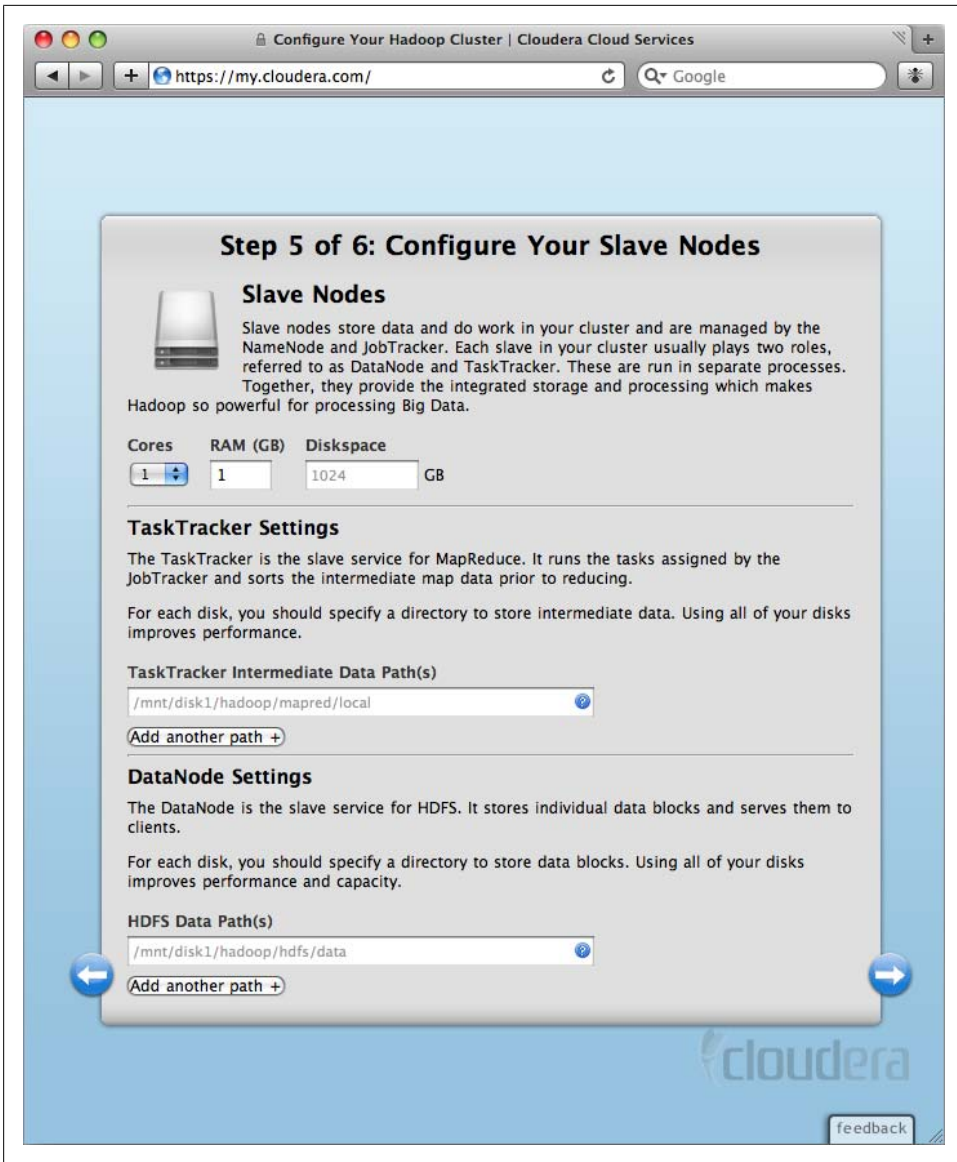 Configure Your Hadoop Cluster | Cloudera Cloud Services
https://my.cloudera.com/
Google
Step 5 of 6: Configure Your Slave Nodes
Slave Nodes
Slave nodes store data and do work in your cluster and are managed by the
NameNode and JobTracker. Each slave in your cluster usually plays two roles,
referred to as DataNode and TaskTracker. These are run in separate processes.
Together, they provide the integrated storage and processing which makes
Hadoop so powerful for processing Big Data.
Cores RAM (GB) Diskspace
1 1 1024 GB
TaskTracker Settings
The TaskTracker is the slave service for MapReduce. It runs the tasks assigned by the
JobTracker and sorts the intermediate map data prior to reducing.
For each disk, you should specify a directory to store intermediate data. Using all of your disks
improves performance.
TaskTracker Intermediate Data Path(s)
/mnt/disk1/hadoop/mapred/local ?
Add another path +
DataNode Settings
The DataNode is the slave service for HDFS. It stores individual data blocks and serves them to
clients.
For each disk, you should specify a directory to store data blocks. Using all of your disks
improves performance and capacity.
HDFS Data Path(s)
/mnt/disk1/hadoop/hdfs/data ?
Add another path +
cloudera
feedback